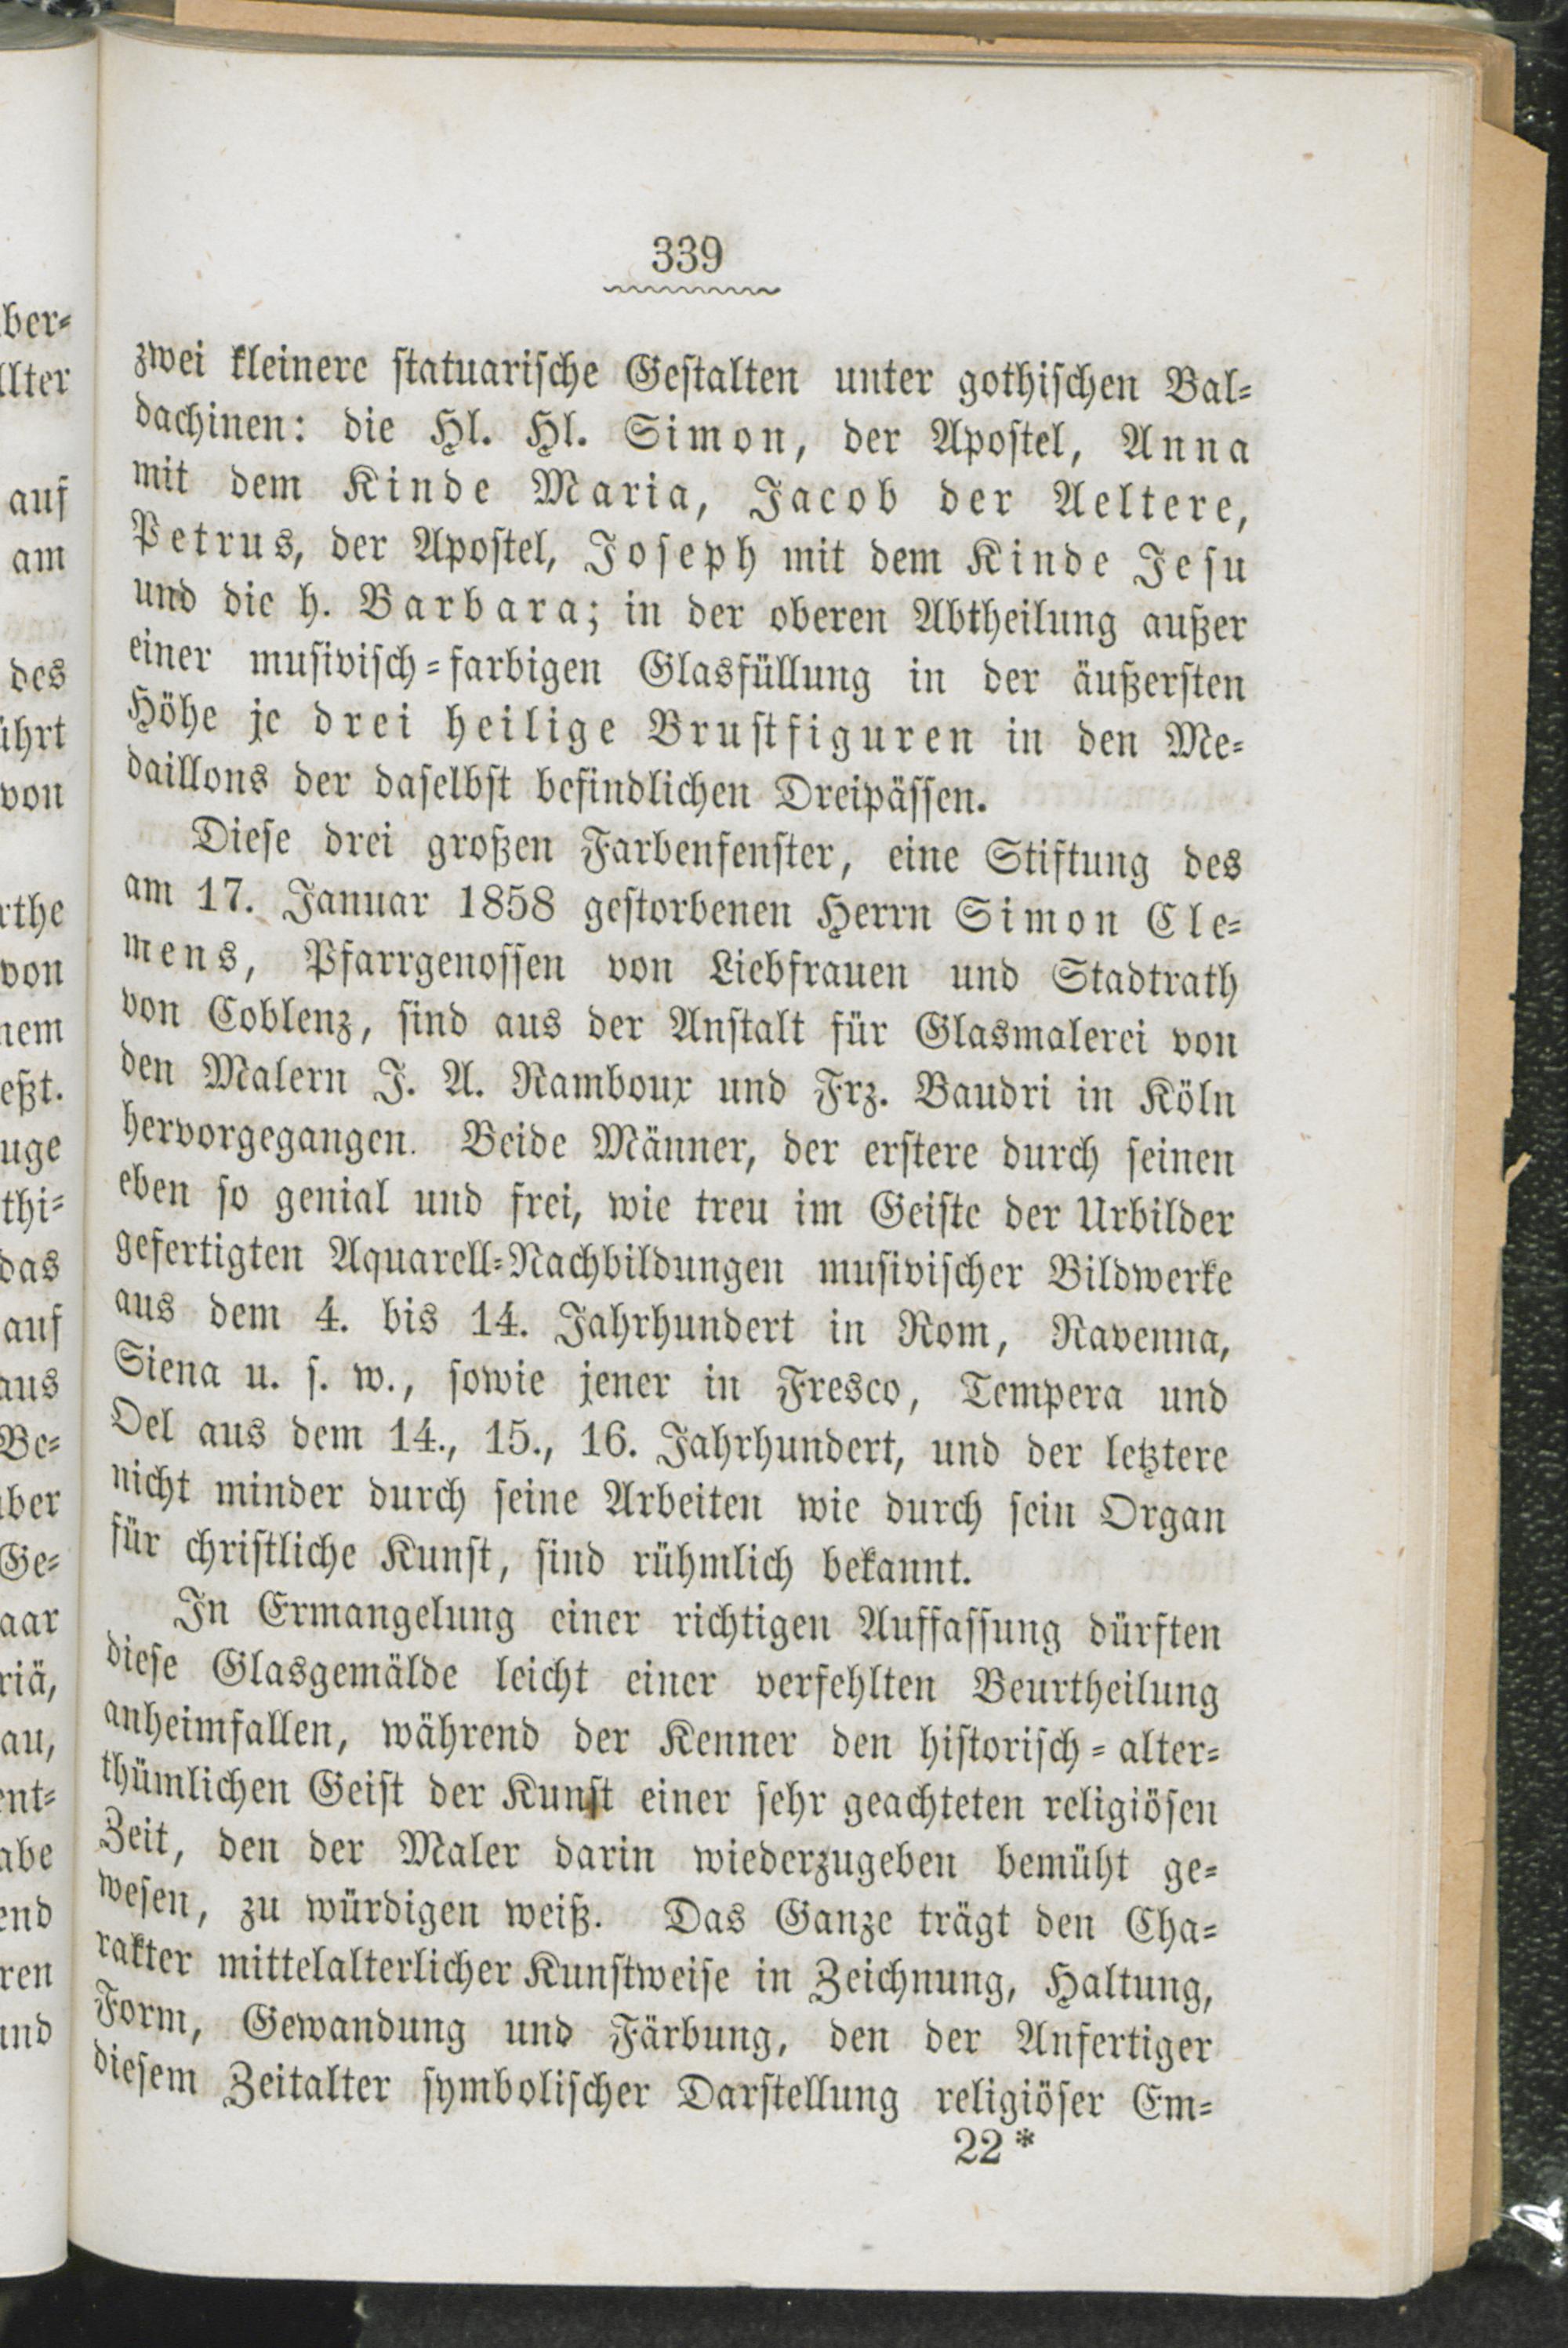 339
zwei kleinere statuarische Gestalten unter gothischen Bal-
dachinen: die Hl. Hl. Simon, der Apostel, Anna
mit dem Kinde Maria, Jacob der Aeltere,
Petrus, der Apostel, Joseph mit dem Kinde Jesu
und die h. Barbara; in der oberen Abtheilung außer
einer musivisch-farbigen Glasfüllung in der äußersten
Höhe je drei heilige Brustfiguren in den Me-
daillons der daselbst befindlichen Dreipässen.
Diese drei großen Farbenfenster, eine Stiftung des
am 17. Januar 1858 gestorbenen Herrn Simon Cle-
mens, Pfarrgenossen von Liebfrauen und Stadtrath
von Coblenz, sind aus der Anstalt für Glasmalerei von
den Malern J. A. Ramboux und Frz. Baudri in Köln
hervorgegangen. Beide Männer, der erstere durch seinen
eben so genial und frei, wie treu im Geiste der Urbilder
gefertigten Aquarell-Nachbildungen musivischer Bildwerke
aus dem 4. bis 14. Jahrhundert in Rom, Ravenna,
Siena u. s. w., sowie jener in Fresco, Tempera und
Oel aus dem 14., 15., 16. Jahrhundert, und der letztere
nicht minder durch seine Arbeiten wie durch sein Organ
für christliche Kunst, sind rühmlich bekannt.
In Ermangelung einer richtigen Auffassung dürften
diese Glasgemälde leicht einer verfehlten Beurtheilung
anheimfallen, während der Kenner den historisch-alter-
thümlichen Geist der Kunst einer sehr geachteten religiösen
Zeit, den der Maler darin wiederzugeben bemüht ge-
wesen, zu würdigen weiß. Das Ganze trägt den Cha-
rakter mittelalterlicher Kunstweise in Zeichnung, Haltung,
Form, Gewandung und Färbung, den der Anfertiger
diesem Zeitalter symbolischer Darstellung religiöser Em-
22*